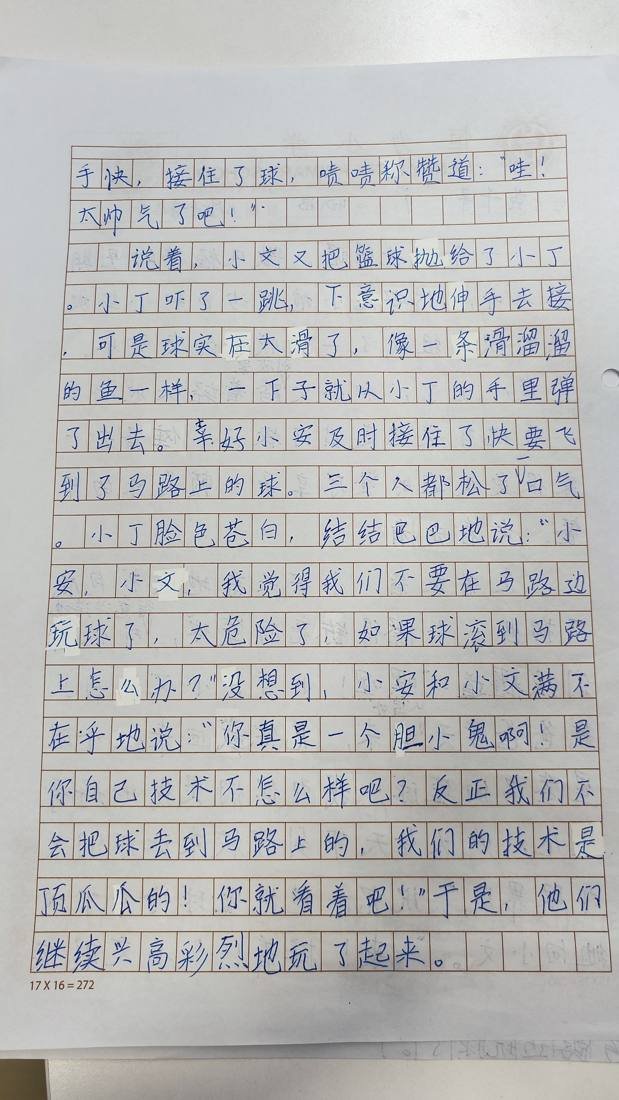 手快，接住了球，啧啧称赞道：“哇！
太帅气了吧！”
说着，小文又把篮球抛给了小丁
。小丁吓了一跳，下意识地伸手去接
，可是球实在太滑了，像一条滑溜溜
的鱼一样，一下子就从小丁的手里弹
了出去。幸好小安及时接住了快要飞
到了马路上的球。三个人都松了一口气
。小丁脸色苍白，结结巴巴地说：“小
安，小文，我觉得我们不要在马路边
玩球了，太危险了，如果球滚到马路
上怎么办？”没想到，小安和小文满不
在乎地说：“你真是一个胆小鬼啊！是
你自己技术不怎么样吧？反正我们不
会把球去到马路上的，我们的技术是
顶瓜瓜的！你就看着吧！”于是，他们
继续兴高彩烈地玩了起来。
17 X 16 = 272